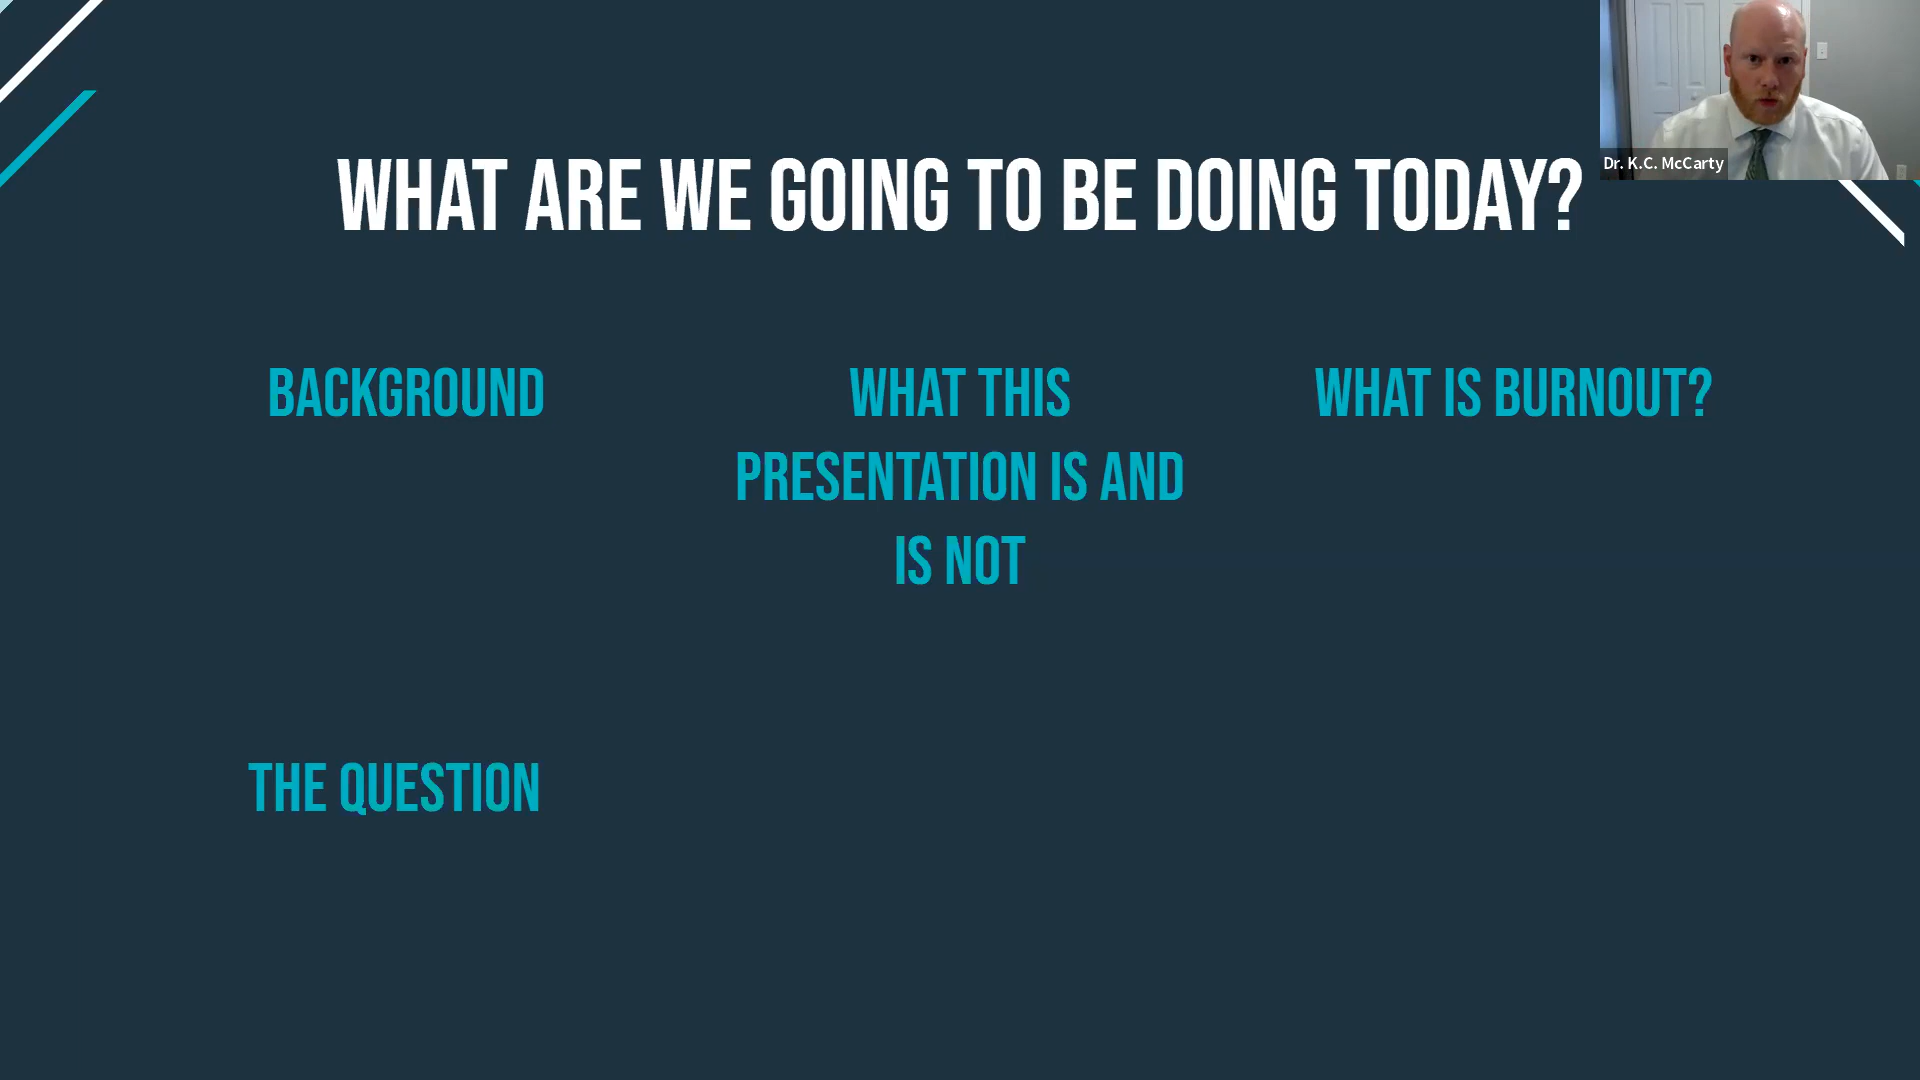 WHAT ARE WE GOING TO BE DOING TODAY?
Dr. K.C. McCarty
BACKGROUND
WHAT THIS
PRESENTATION IS AND
IS NOT
WHAT IS BURNOUT?
THE QUESTION